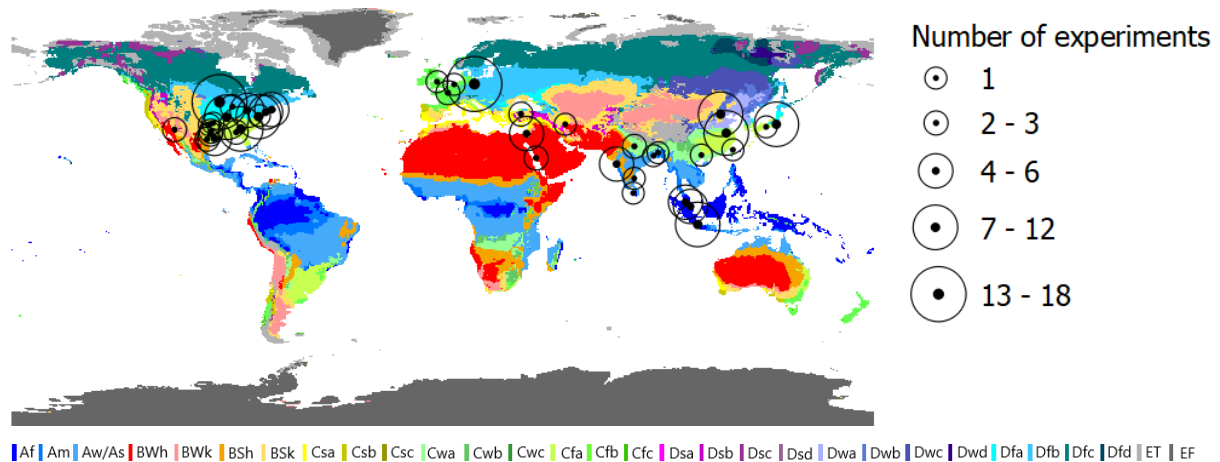 Number of experiments
1
2 - 3
4 - 6
7 - 12
13 - 18
Af Am Aw/As BWh BWk BSh BSk Csa Csb Csc Cwa Cwb Cwc Cfa Cfb Cfc Dsa Dsb Dsc Dsd Dwa Dwb Dwc Dwd Dfa Dfb Dfc Dfd ET EF